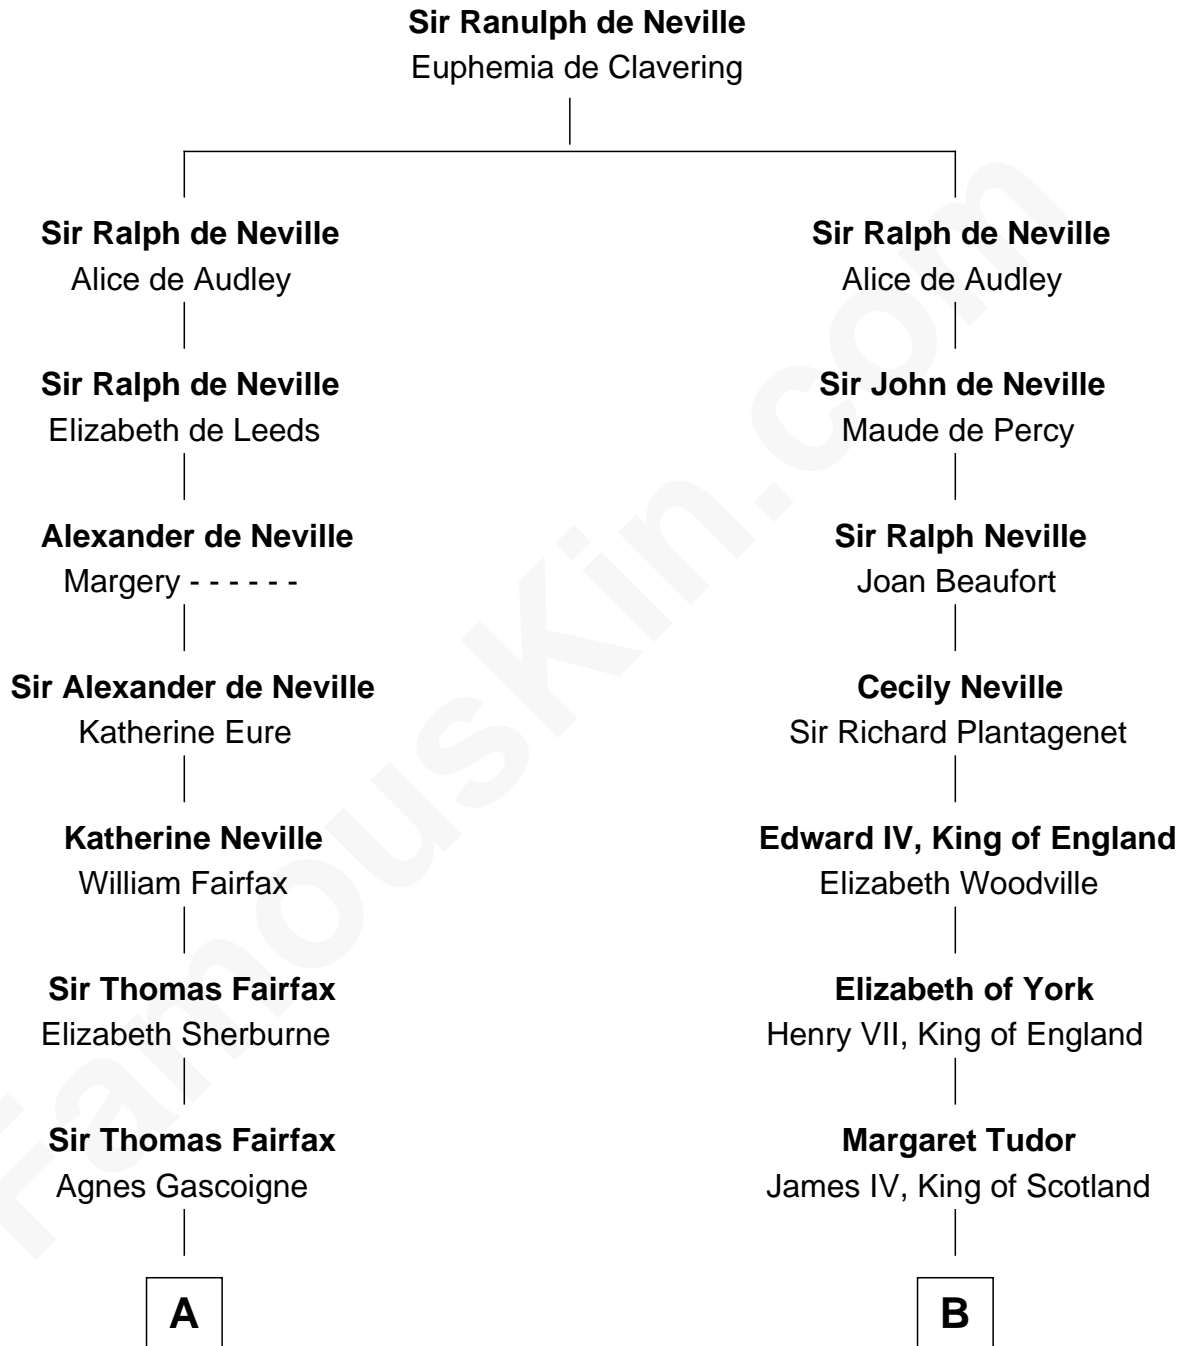 Sir Ranulph de Neville
Euphemia de Clavering
Sir Ralph de Neville
Alice de Audley
Sir Ralph de Neville
Alice de Audley
Sir Ralph de Neville
Elizabeth de Leeds
Sir John de Neville
Maude de Percy
Alexander de Neville
Margery - - - - - -
Sir Ralph Neville
Joan Beaufort
Sir Alexander de Neville
Katherine Eure
Cecily Neville
Sir Richard Plantagenet
Katherine Neville
William Fairfax
Edward IV, King of England
Elizabeth Woodville
Sir Thomas Fairfax
Elizabeth Sherburne
Elizabeth of York
Henry VII, King of England
Sir Thomas Fairfax
Agnes Gascoigne
Margaret Tudor
James IV, King of Scotland
A
B
FamousKin.com